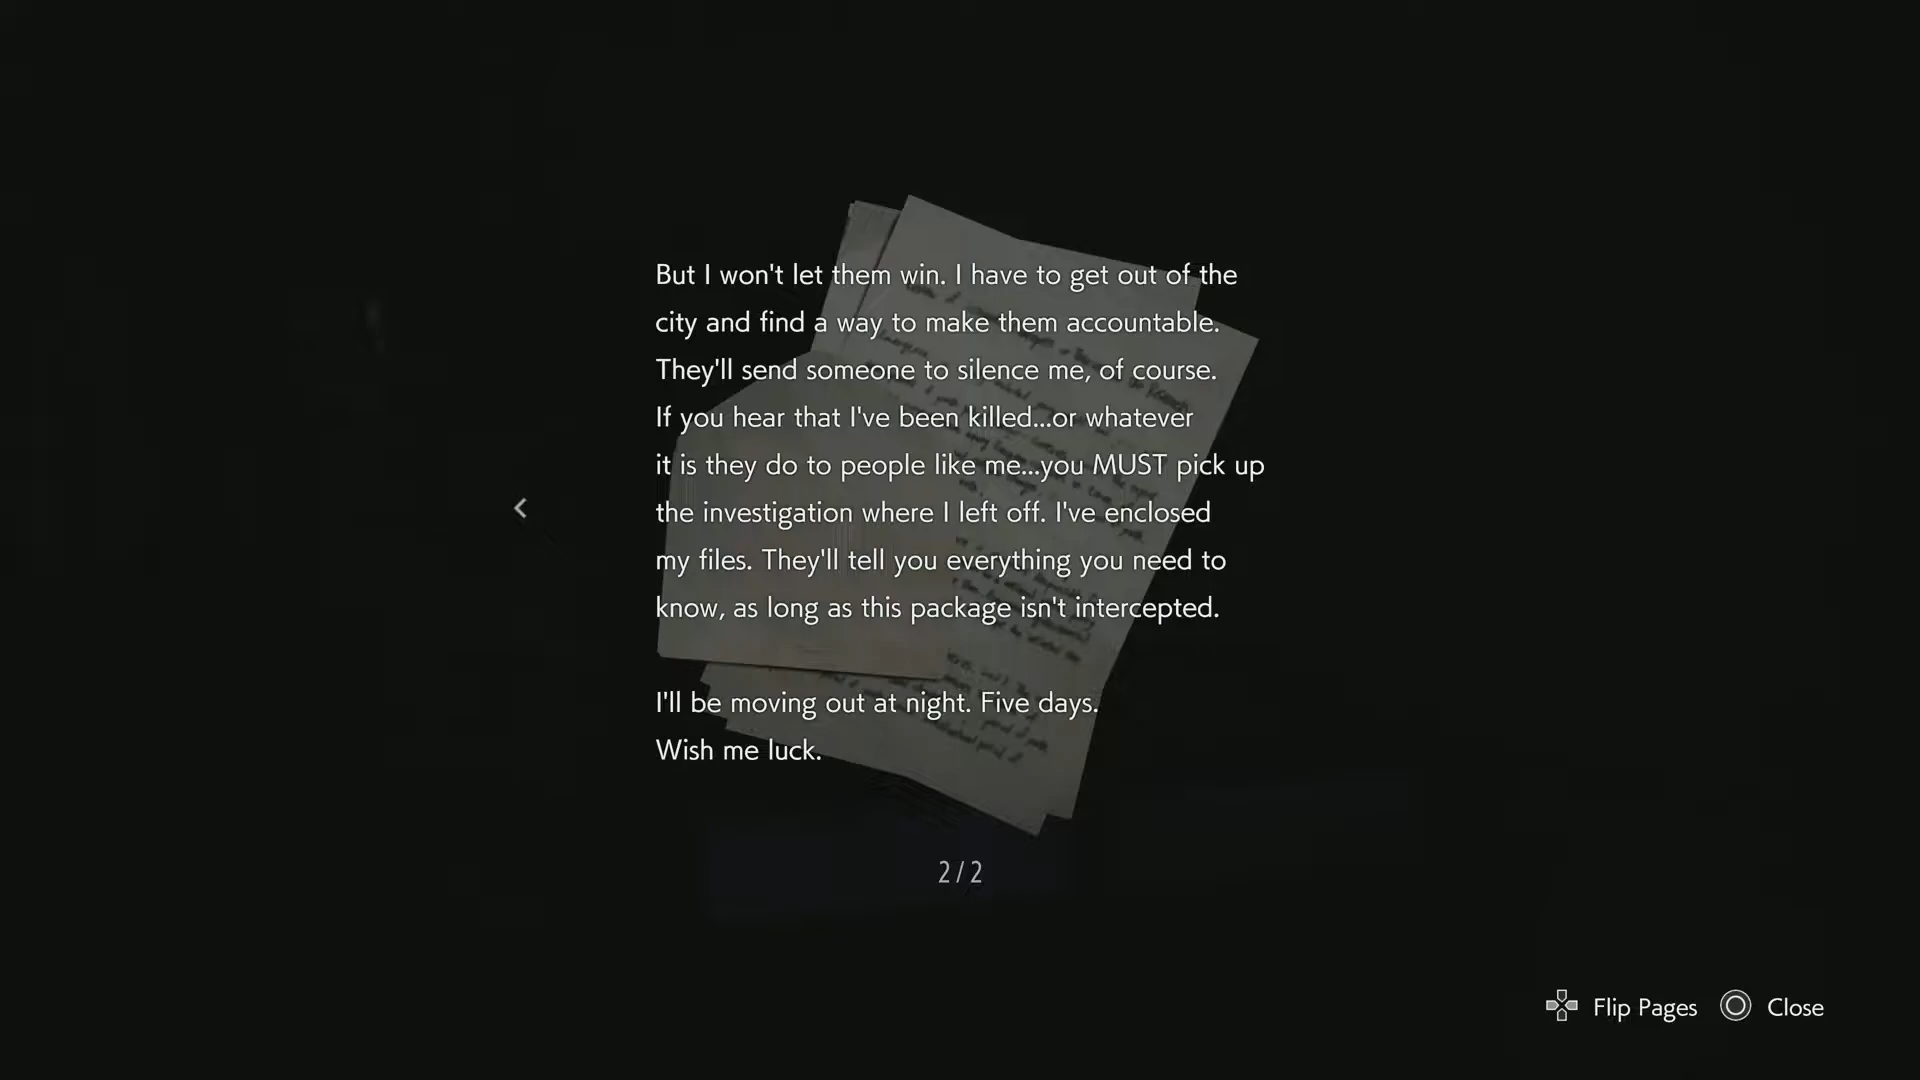 But I won't let them win. I have to get out of the
city and find a way to make them accountable.
They'll send someone to silence me, of course.
If you hear that I've been killed...or whatever
it is they do to people like me...you MUST pick up
the investigation where I left off. I've enclosed
my files. They'll tell you everything you need to
know, as long as this package isn't intercepted.
I'll be moving out at night. Five days.
Wish me luck.
2 / 2
Flip Pages Close